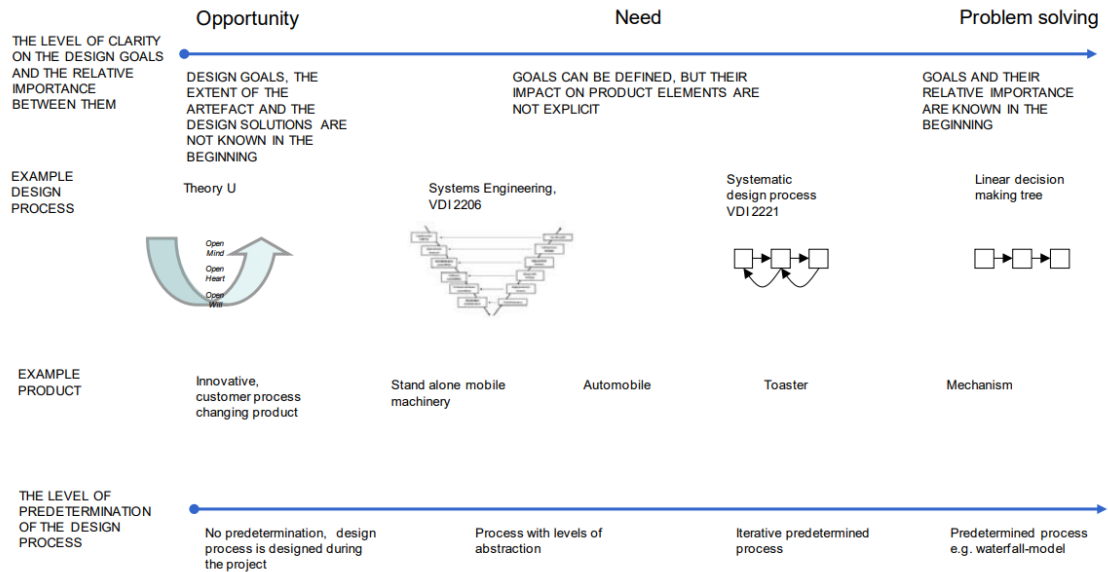 Opportunity
Need
Problem solving
THE LEVEL OF CLARITY
ON THE DESIGN GOALS
AND THE RELATIVE
IMPORTANCE
BETWEEN THEM
DESIGN GOALS, THE
EXTENT OF THE
ARTEFACT AND THE
DESIGN SOLUTIONS ARE
NOT KNOWN IN THE
BEGINNING
GOALS CAN BE DEFINED, BUT THEIR
IMPACT ON PRODUCT ELEMENTS ARE
NOT EXPLICIT
GOALS AND THEIR
RELATIVE IMPORTANCE
ARE KNOWN IN THE
BEGINNING
EXAMPLE
DESIGN
PROCESS
Theory U
Systems Engineering,
VDI 2206
Systematic
design process
VDI 2221
Linear decision
making tree
Open
Mind
Open
Heart
Open
Will
EXAMPLE
PRODUCT
Innovative,
customer process
changing product
Stand alone mobile
machinery
Automobile
Toaster
Mechanism
THE LEVEL OF
PREDETERMINATION
OF THE DESIGN
PROCESS
No predetermination, design
process is designed during
the project
Process with levels of
abstraction
Iterative predetermined
process
Predetermined process
e.g. waterfall-model